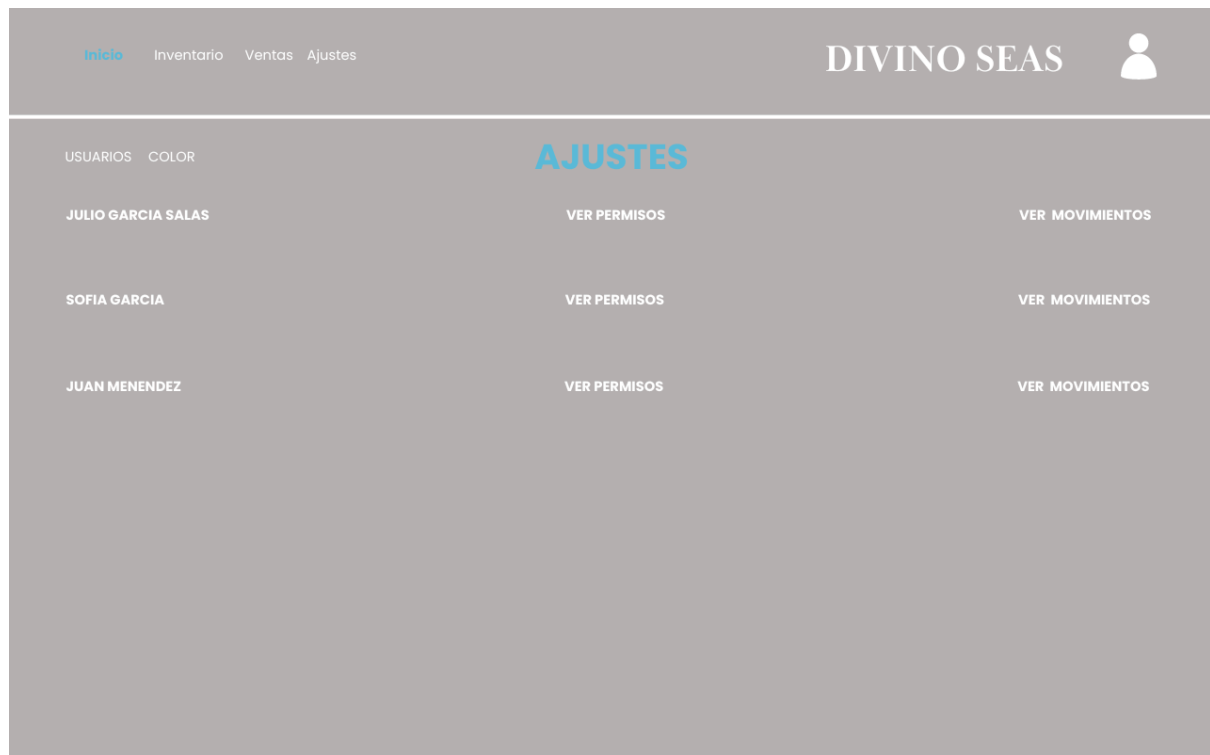 Inicio Inventario Ventas Ajustes DIVINO SEAS
USUARIOS COLOR AJUSTES
JULIO GARCIA SALAS VER PERMISOS VER MOVIMIENTOS
SOFIA GARCIA VER PERMISOS VER MOVIMIENTOS
JUAN MENENDEZ VER PERMISOS VER MOVIMIENTOS